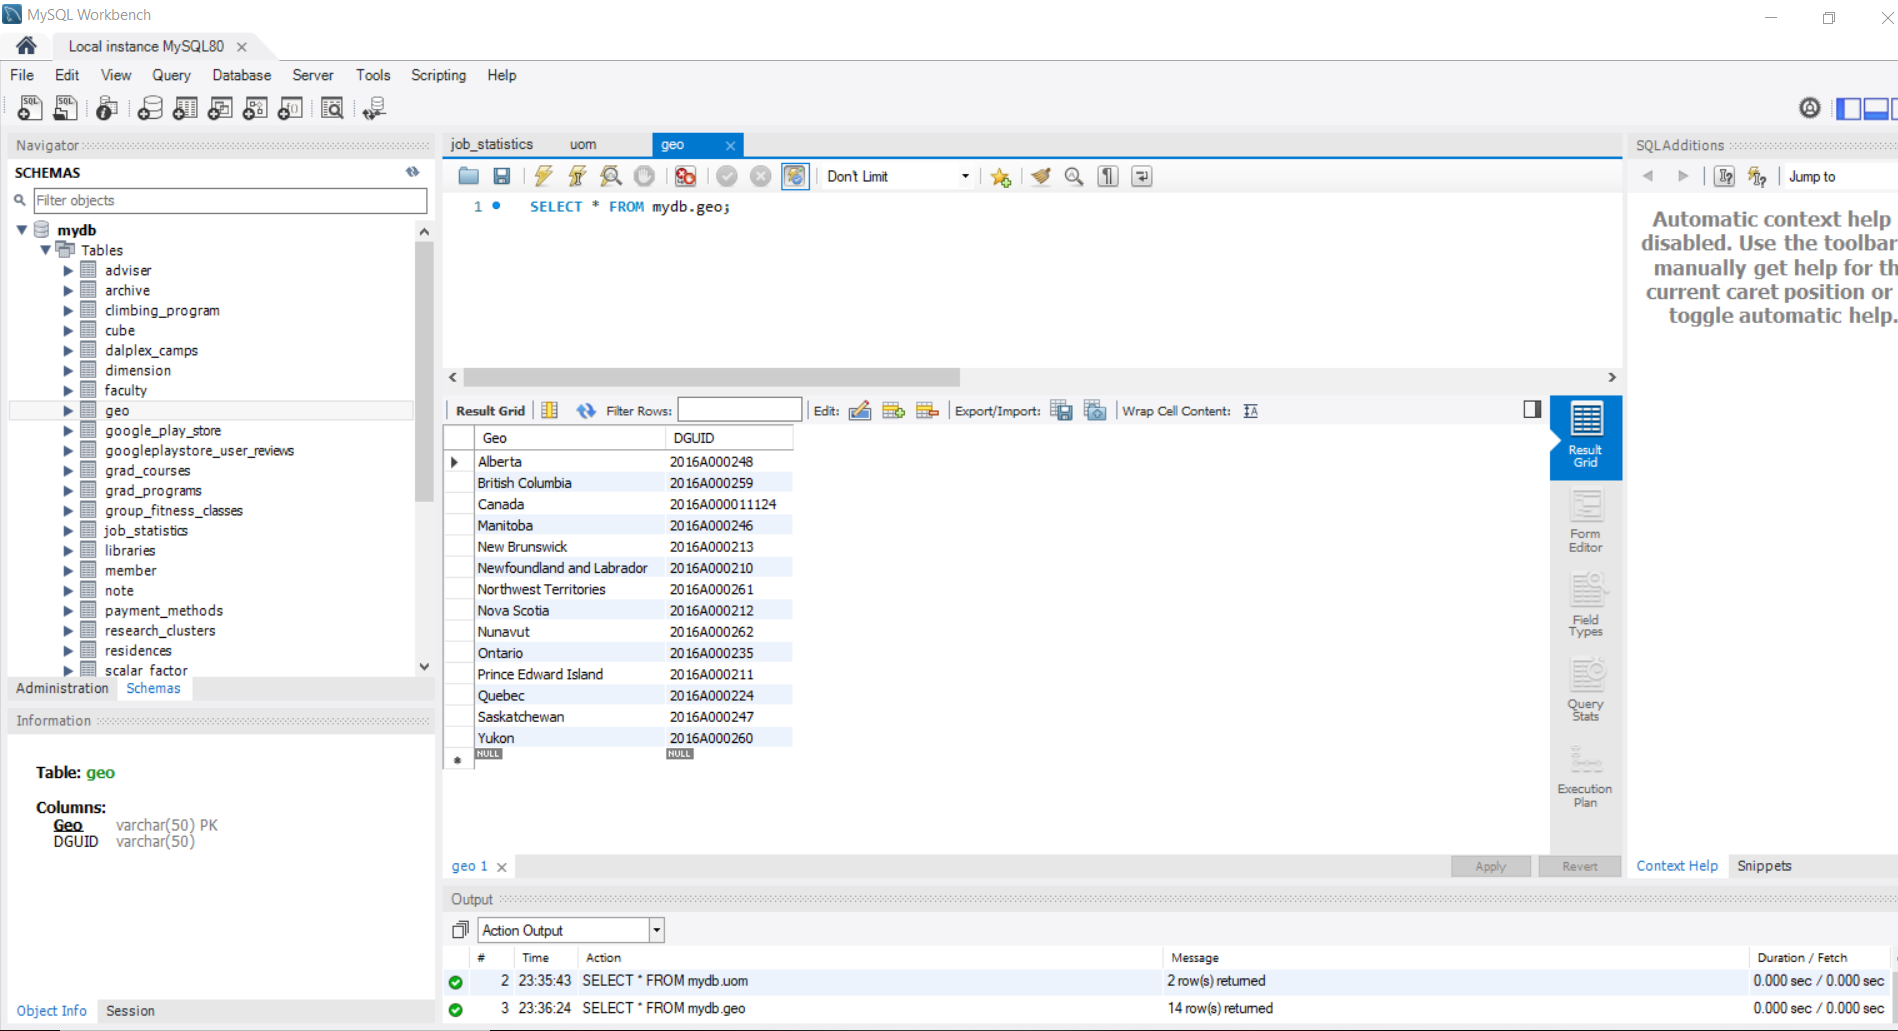 MySQL Workbench
Local instance MySQL80
File Edit View Query Database Server Tools Scripting Help
Navigator
SCHEMAS
Filter objects
mydb
Tables
adviser
archive
climbing_program
cube
dalplex_camps
dimension
faculty
geo
google_play_store
googleplaystore_user_reviews
grad_courses
grad_programs
group_fitness_classes
job_statistics
libraries
member
note
payment_methods
research_clusters
residences
scalar_factor
Administration Schemas
Information
Table: geo
Columns:
Geo varchar(50) PK
DGUID varchar(50)
Object Info Session
job_statistics uom geo
Don't Limit
1 SELECT * FROM mydb.geo;
Result Grid Filter Rows: Edit: Export/Import: Wrap Cell Content:
Geo DGUID
Alberta 2016A000248
British Columbia 2016A000259
Canada 2016A000011124
Manitoba 2016A000246
New Brunswick 2016A000213
Newfoundland and Labrador 2016A000210
Northwest Territories 2016A000261
Nova Scotia 2016A000212
Nunavut 2016A000262
Ontario 2016A000235
Prince Edward Island 2016A000211
Quebec 2016A000224
Saskatchewan 2016A000247
Yukon 2016A000260
NULL NULL
Result
Grid
Form
Editor
Field
Types
Query
Stats
Execution
Plan
geo 1
Apply Revert
SQLAdditions
Jump to
Automatic context help
disabled. Use the toolbar
manually get help for th
current caret position or
toggle automatic help.
Context Help Snippets
Output
Action Output
# Time Action Message Duration / Fetch
2 23:35:43 SELECT * FROM mydb.uom 2 row(s) returned 0.000 sec / 0.000 sec
3 23:36:24 SELECT * FROM mydb.geo 14 row(s) returned 0.000 sec / 0.000 sec